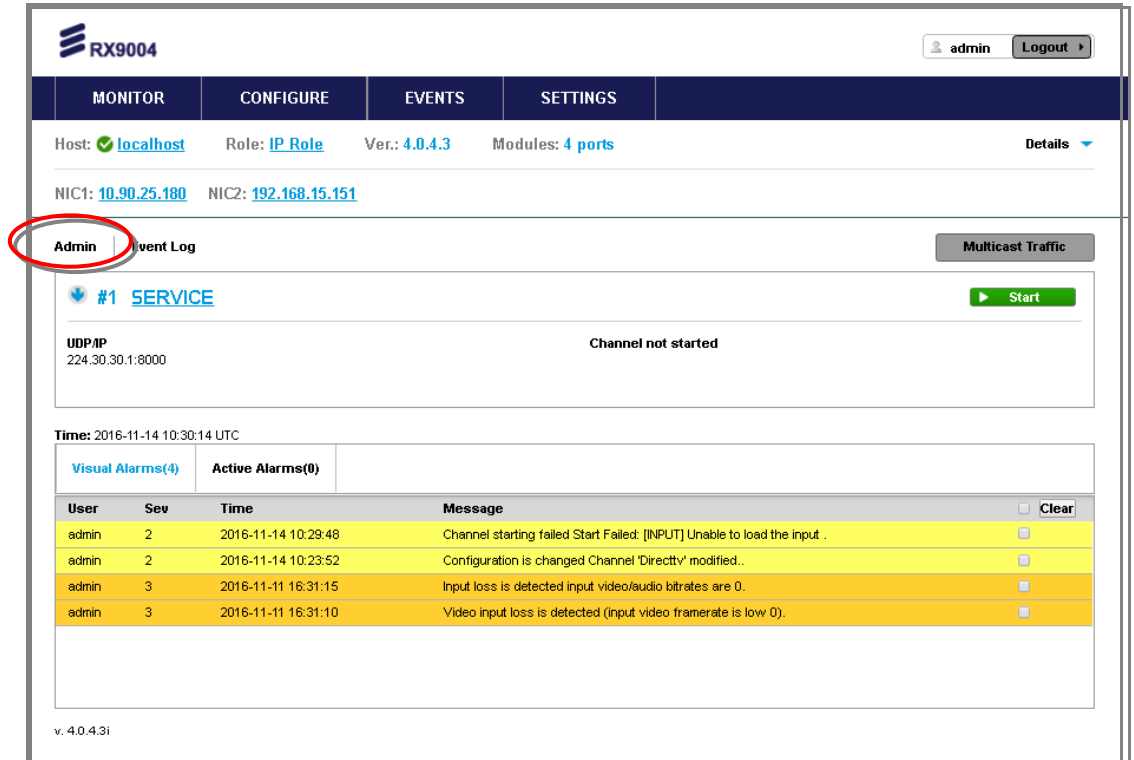 RX9004
admin Logout
MONITOR CONFIGURE EVENTS SETTINGS
Host: localhost Role: IP Role Ver.: 4.0.4.3 Modules: 4 ports Details
NIC1: 10.90.25.180 NIC2: 192.168.15.151
Admin Event Log Multicast Traffic
#1 SERVICE Start
UDP/IP Channel not started
224.30.30.1:8000
Time: 2016-11-14 10:30:14 UTC
Visual Alarms(4) Active Alarms(0)
User Sev Time Message Clear
admin 2 2016-11-14 10:29:48 Channel starting failed Start Failed: [INPUT] Unable to load the input .
admin 2 2016-11-14 10:23:52 Configuration is changed Channel 'Directtv' modified..
admin 3 2016-11-11 16:31:15 Input loss is detected input video/audio bitrates are 0.
admin 3 2016-11-11 16:31:10 Video input loss is detected (input video framerate is low 0).
v. 4.0.4.3i